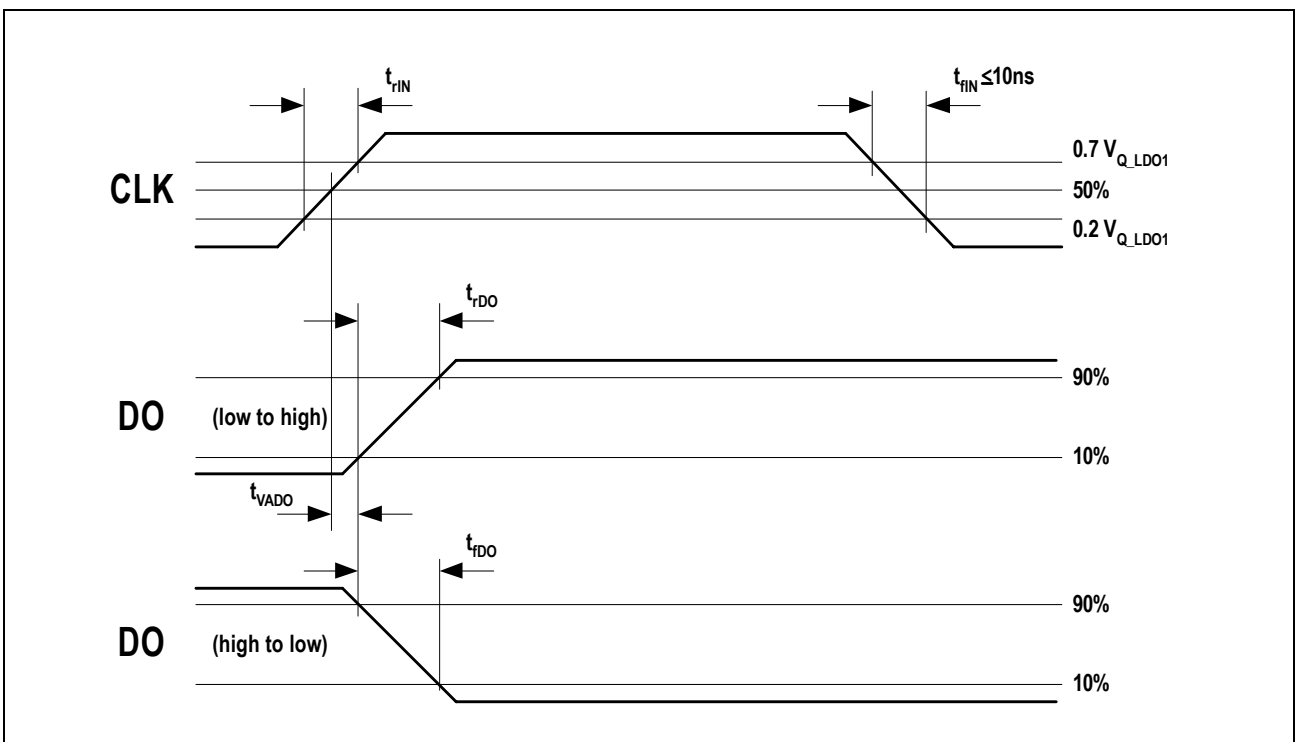 t_rIN
t_fIN ≤10ns
CLK
0.7 V_Q_LDO1
50%
0.2 V_Q_LDO1
t_rDO
DO (low to high)
90%
10%
t_VADO
t_fDO
DO (high to low)
90%
10%